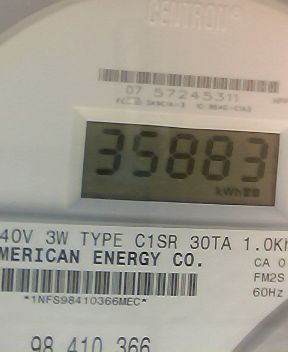 CENTRON®
07 57245311
35883
kWh
40V 3W TYPE C1SR 30TA 1.0Kh
MERICAN ENERGY CO.
CA 0
FM2S
60Hz
*1NFS98410366MEC*
98 410 366